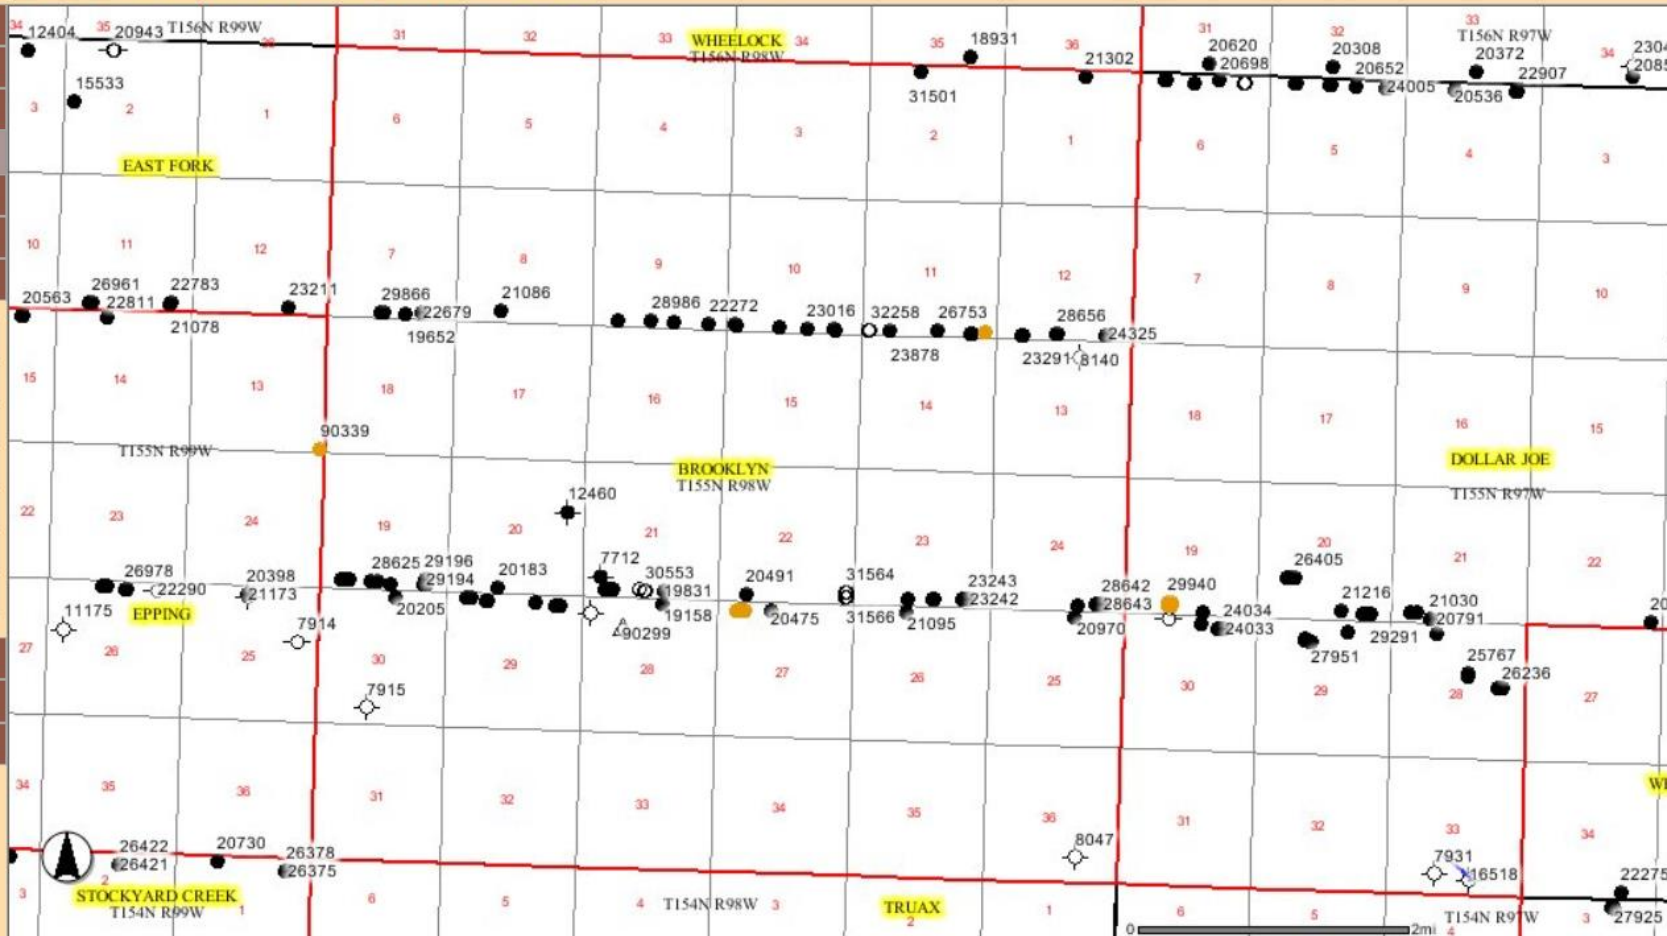 34 35 T156N R99W 36 31 32 33 WHEELOCK 34 35 18931 36 31 32 33
12404 20943 T156N R98W 21302 20620 20308 T156N R97W 34
20698 20652 20372 22907
15533 31501 24005 20536
3 2 1 6 5 4 3 2 1 6 5 4 3
EAST FORK
10 11 12 7 8 9 10 11 12 7 8 9 10
20563 26961 22783 23211 29866 21086 28986 22272 23016 32258 26753 28656
22811 22679 24325
21078 19652 23878 23291 8140
15 14 13 18 17 16 15 14 13 18 17 16 15
90339
T155N R99W BROOKLYN DOLLAR JOE
T155N R98W T155N R97W
12460
22 23 24 19 20 21 22 23 24 19 20 21 22
26978 20398 28625 29196 20183 7712 30553 20491 31564 23243 28642 29940 26405
22290 21173 29194 19831 23242 28643 21216 21030
11175 EPPING 7914 20205 19158 20475 31566 20970 24034 20791
90299 21095 24033 29291
27951
27 26 25 30 29 28 27 26 25 30 29 28 27
7915 25767 26236
34 35 36 31 32 33 34 35 36 31 32 33 34
26422 20730 26378 8047 7931
26421 26375 16518 22275
3 2 STOCKYARD CREEK 1 6 5 4 T154N R98W 3 TRUAX 2 1 6 5 T154N R97W 4 3 27925
T154N R99W
0 2mi